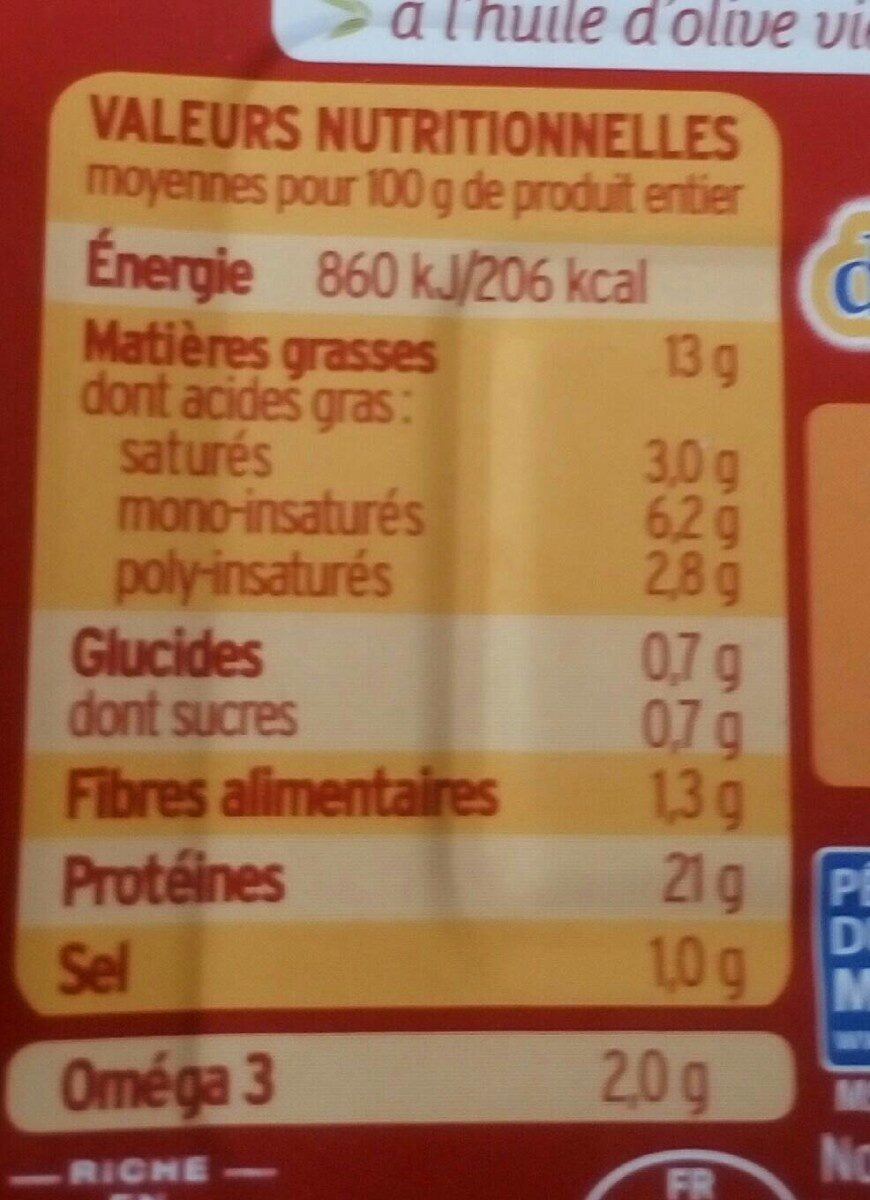 à l'huile d'olive
VALEURS NUTRITIONNELLES
moyennes pour 100 g de produit entier
Énergie 860 kJ/206 kcal
Matières grasses 13 g
dont acides gras :
saturés 3,0 g
mono-insaturés 6,2 g
poly-insaturés 2,8 g
Glucides 0,7 g
dont sucres 0,7 g
Fibres alimentaires 1,3 g
Protéines 21 g
Sel 1,0 g
Oméga 3 2,0 g
RICHE
FR